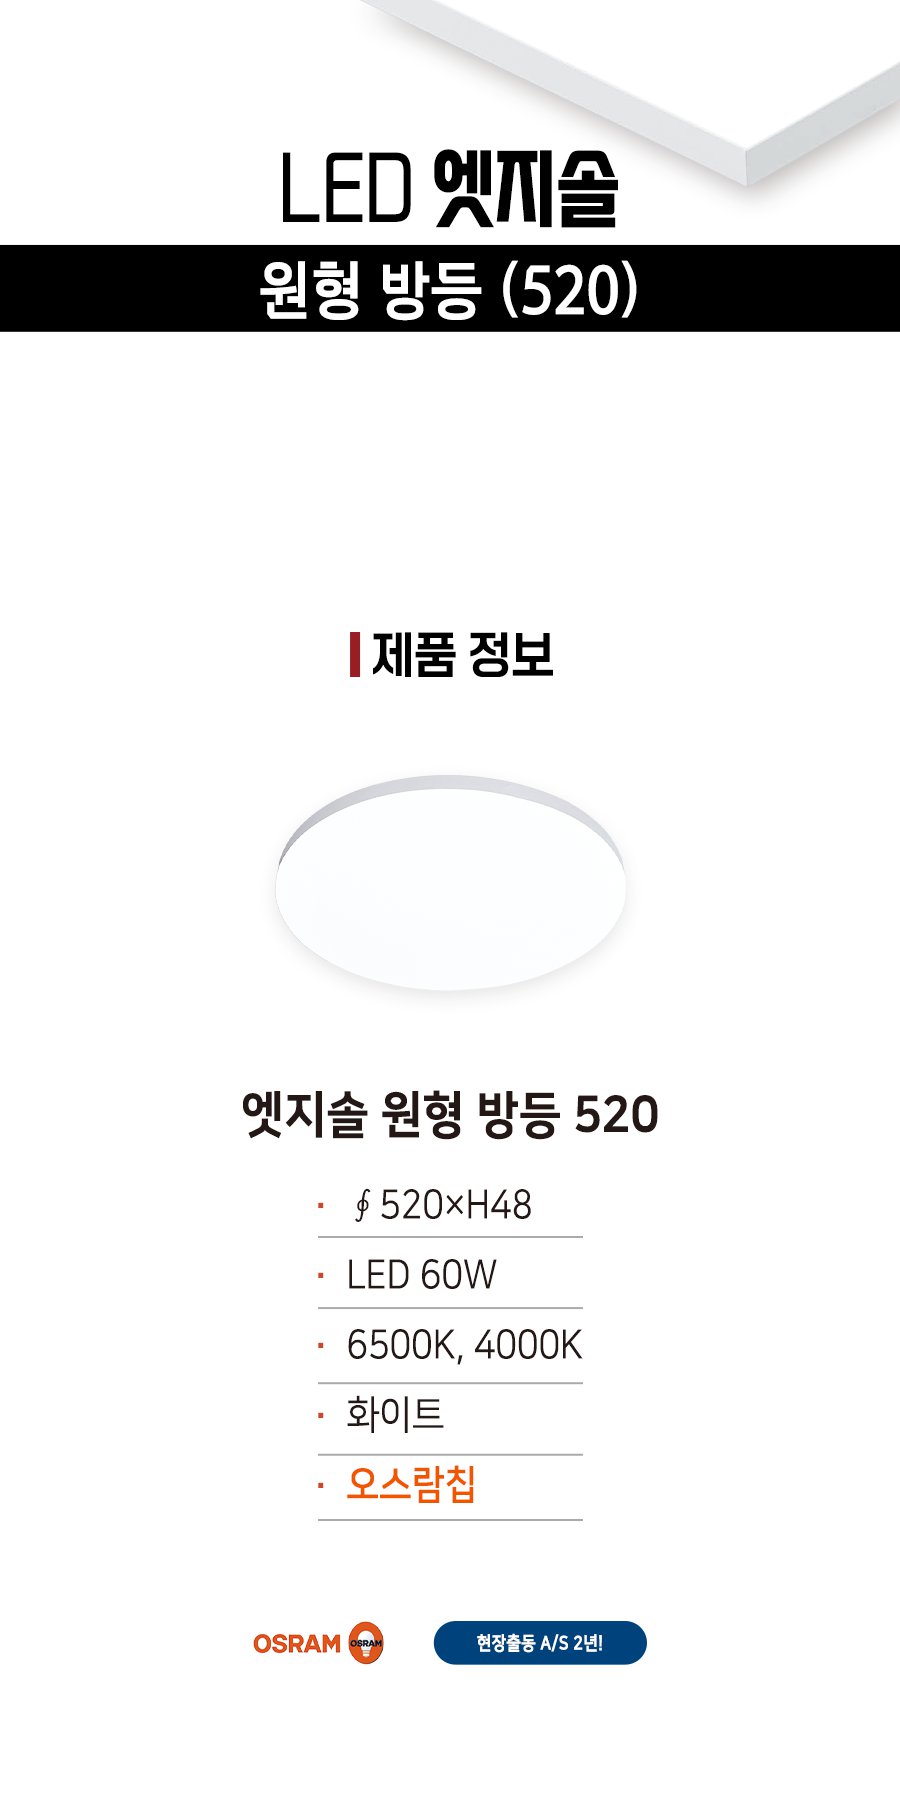 LED 엣지솔
원형 방등 (520)
제품 정보
엣지솔 원형 방등 520
· ∮ 520×H48
· LED 60W
· 6500K, 4000K
· 화이트
· 오스람칩
OSRAM OSRAM
현장출동 A/S 2년!